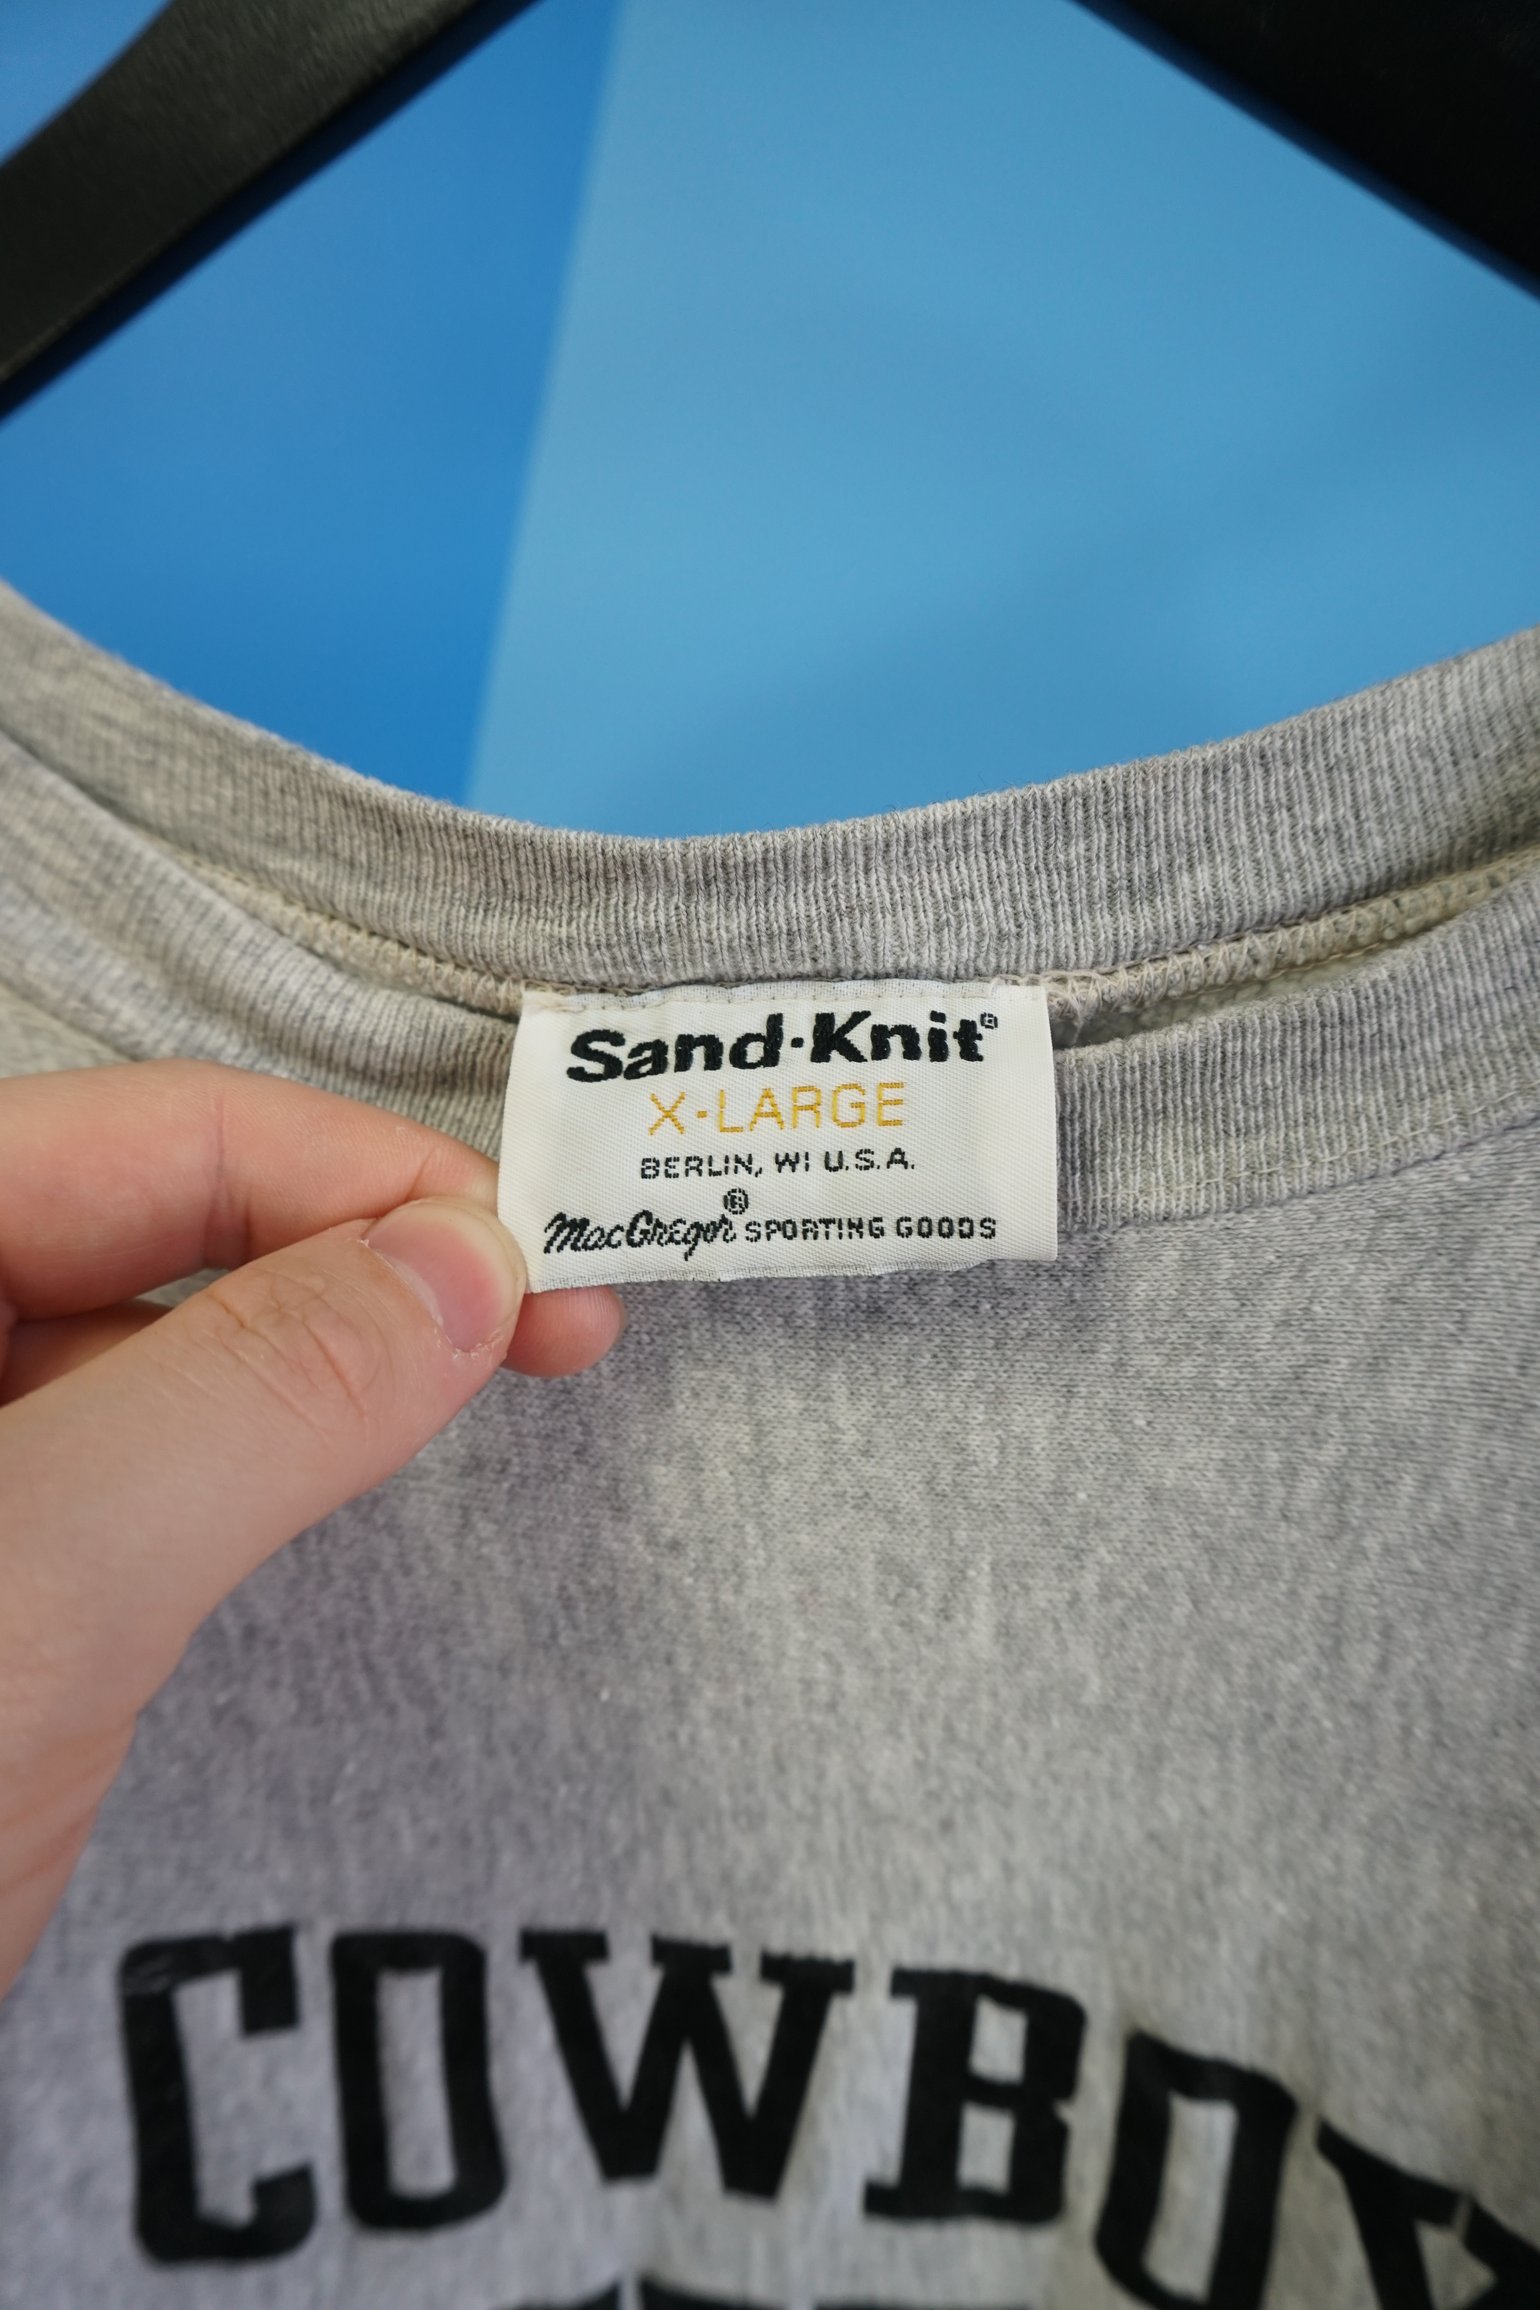 Sand·Knit®
X-LARGE
BERLIN, WI U.S.A.
MacGregor® SPORTING GOODS
COWBOY